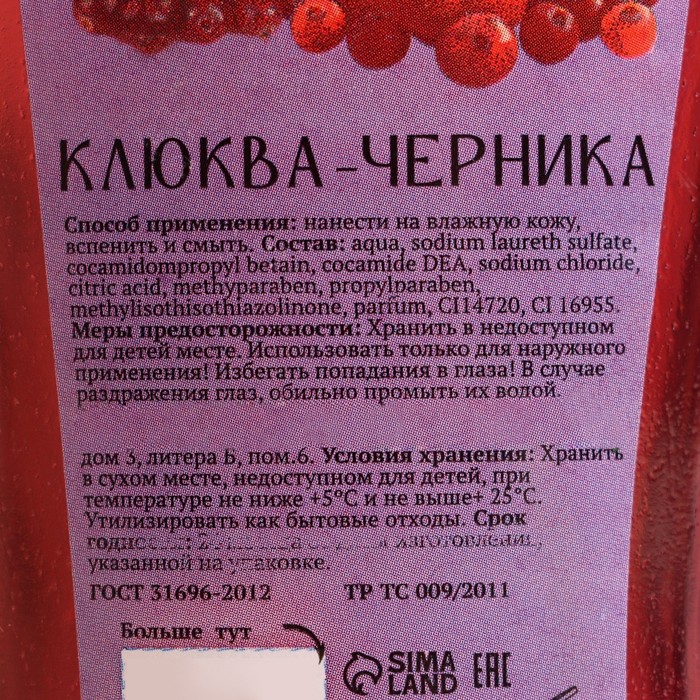 КЛЮКВА-ЧЕРНИКА
Способ применения: нанести на влажную кожу,
вспенить и смыть. Состав: aqua, sodium laureth sulfate,
cocamidompropyl betain, cocamide DEA, sodium chloride,
citric acid, methyparaben, propylparaben,
methylisothisothiazolinone, parfum, CI14720, CI 16955.
Меры предосторожности: Хранить в недоступном
для детей месте. Использовать только для наружного
применения! Избегать попадания в глаза! В случае
раздражения глаз, обильно промыть их водой.
дом 3, литера Б, пом.6. Условия хранения: Хранить
в сухом месте, недоступном для детей, при
температуре не ниже +5°С и не выше+ 25°С.
Утилизировать как бытовые отходы. Срок
годности: изготовления,
указанной на упаковке.
ГОСТ 31696-2012 ТР ТС 009/2011
Больше тут
SIMA LAND EAC